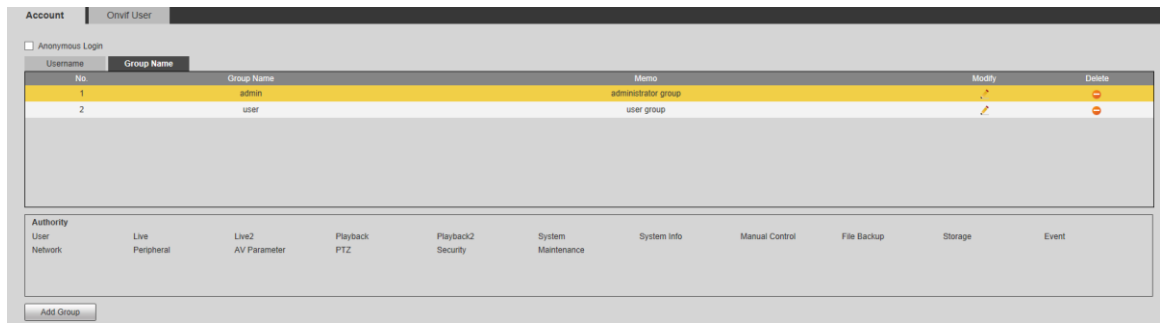 Account Onvif User
Anonymous Login
Username Group Name
No. Group Name Memo Modify Delete
1 admin administrator group
2 user user group
Authority
User Live Live2 Playback Playback2 System System Info Manual Control File Backup Storage Event
Network Peripheral AV Parameter PTZ Security Maintenance
Add Group